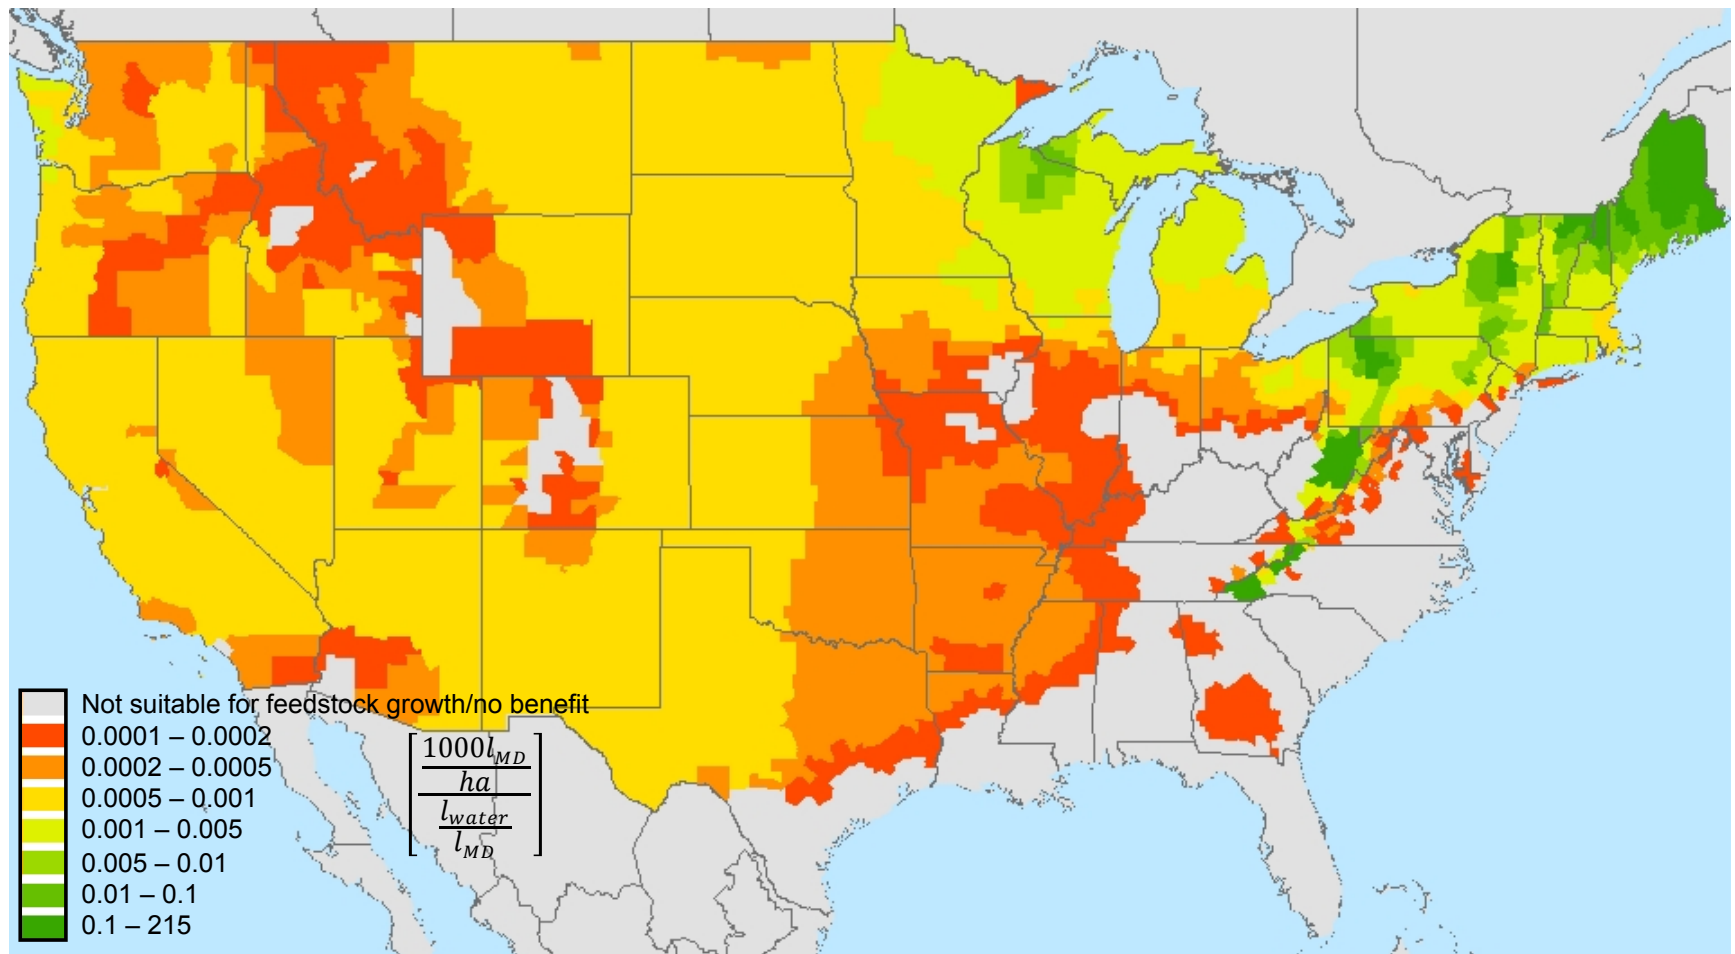 Not suitable for feedstock growth/no benefit
0.0001 – 0.0002
0.0002 – 0.0005
0.0005 – 0.001
0.001 – 0.005
0.005 – 0.01
0.01 – 0.1
0.1 – 215
1000l_MD
ha
l_water
l_MD